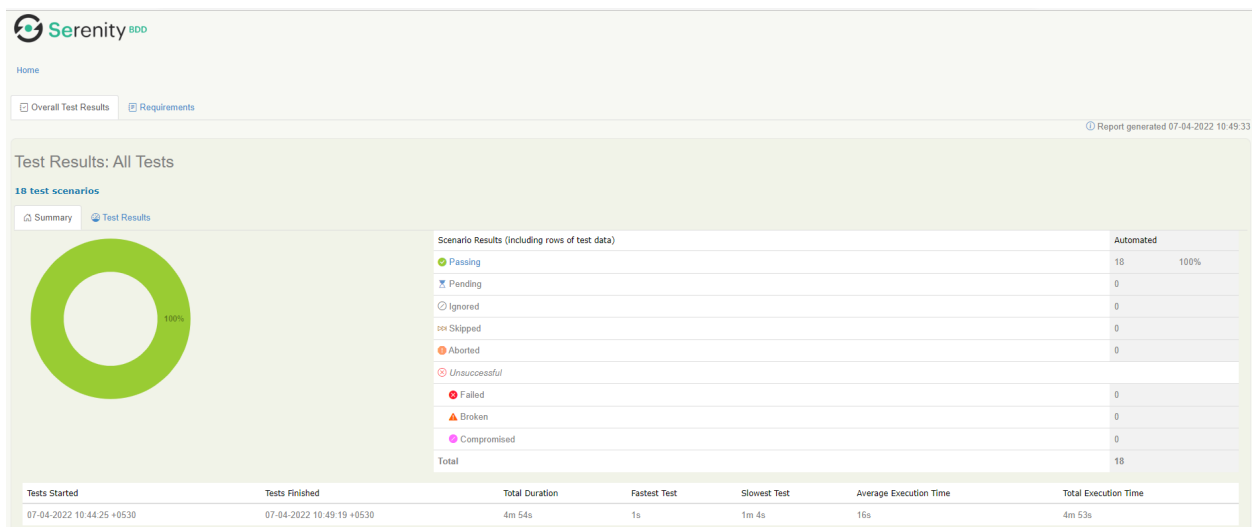 Serenity BDD
Home
Overall Test Results Requirements
Report generated 07-04-2022 10:49:33
Test Results: All Tests
18 test scenarios
Summary Test Results
Scenario Results (including rows of test data) Automated
Passing 18 100%
Pending 0
Ignored 0
Skipped 0
Aborted 0
Unsuccessful
Failed 0
Broken 0
Compromised 0
Total 18
100%
Tests Started Tests Finished Total Duration Fastest Test Slowest Test Average Execution Time Total Execution Time
07-04-2022 10:44:25 +0530 07-04-2022 10:49:19 +0530 4m 54s 1s 1m 4s 16s 4m 53s